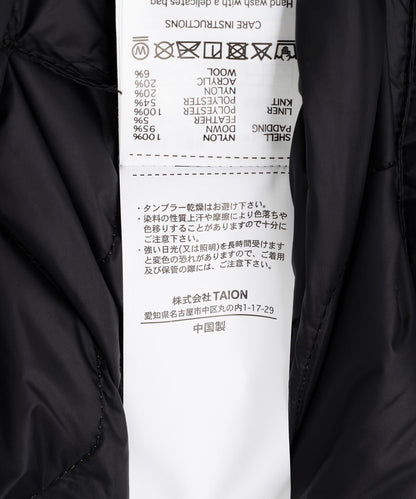 SHELL NYLON 100%
PADDING DOWN 95%
FEATHER 5%
LINER POLYESTER 100%
KNIT POLYESTER 54%
NYLON 20%
ACRYLIC 20%
WOOL 6%
CARE INSTRUCTIONS
W
Hand wash with a delicates bag
・タンブラー乾燥はお避け下さい。
・染料の性質上汗や摩擦により色落ちや
色移りすることがありますので十分に
ご注意下さい。
・強い日光(又は照明)を長時間受けます
と変色の恐れがありますので、ご着用
及び保管の際には、ご注意下さい。
株式会社 TAION
愛知県名古屋市中区丸の内1-17-29
中国製